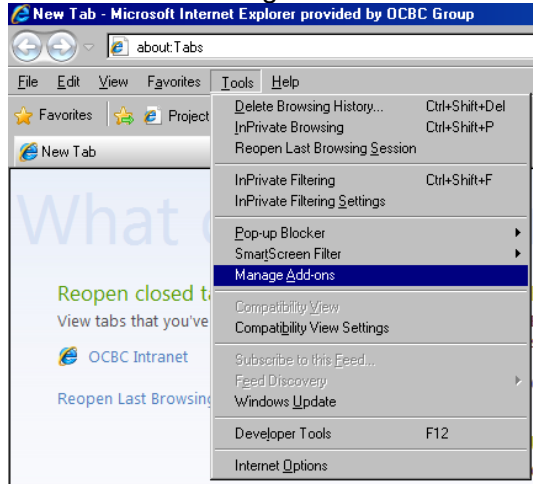 New Tab - Microsoft Internet Explorer provided by OCBC Group
about:Tabs
File Edit View Favorites Tools Help
Favorites Project
New Tab
Delete Browsing History... Ctrl+Shift+Del
InPrivate Browsing Ctrl+Shift+P
Reopen Last Browsing Session
InPrivate Filtering Ctrl+Shift+F
InPrivate Filtering Settings
Pop-up Blocker
SmartScreen Filter
Manage Add-ons
Compatibility View
Compatibility View Settings
Subscribe to this Feed...
Feed Discovery
Windows Update
Developer Tools F12
Internet Options
What
Reopen closed ta
View tabs that you've
OCBC Intranet
Reopen Last Browsing